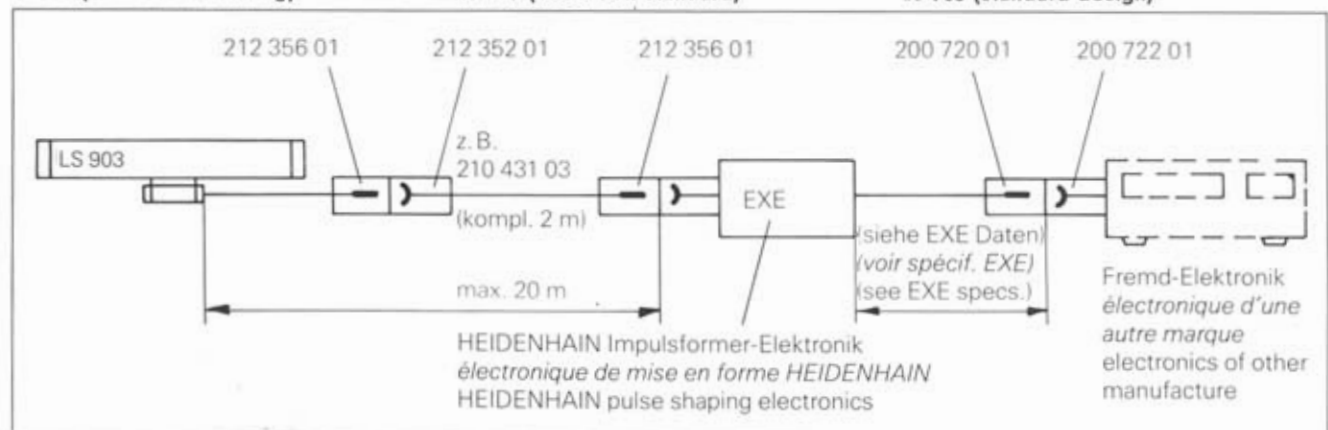 212 356 01
212 352 01
212 356 01
200 720 01
200 722 01
LS 903
z. B.
210 431 03
(kompl. 2 m)
EXE
max. 20 m
(siehe EXE Daten)
(voir spécif. EXE)
(see EXE specs.)
HEIDENHAIN Impulsformer-Elektronik
électronique de mise en forme HEIDENHAIN
HEIDENHAIN pulse shaping electronics
Fremd-Elektronik
électronique d'une
autre marque
electronics of other
manufacture